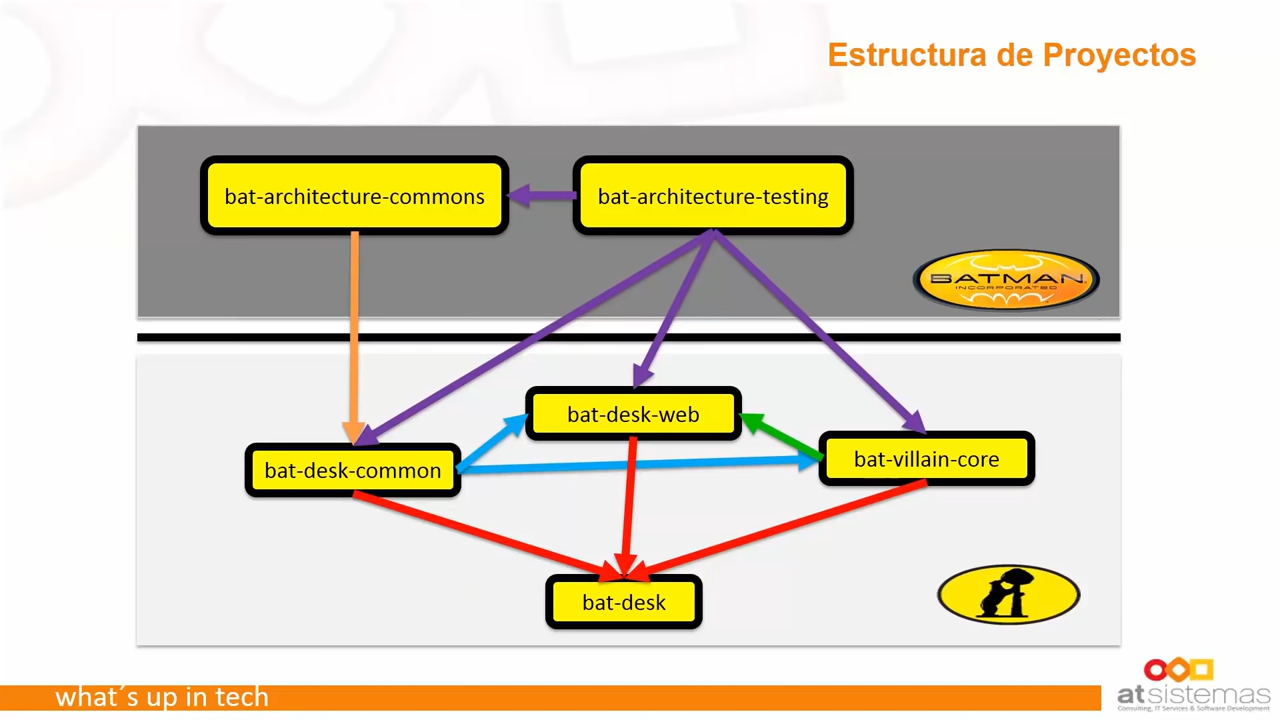 Estructura de Proyectos
bat-architecture-commons
bat-architecture-testing
BATMAN
INCORPORATED
bat-desk-web
bat-desk-common
bat-villain-core
bat-desk
what´s up in tech
atsistemas
Consulting, IT Services & Software Development